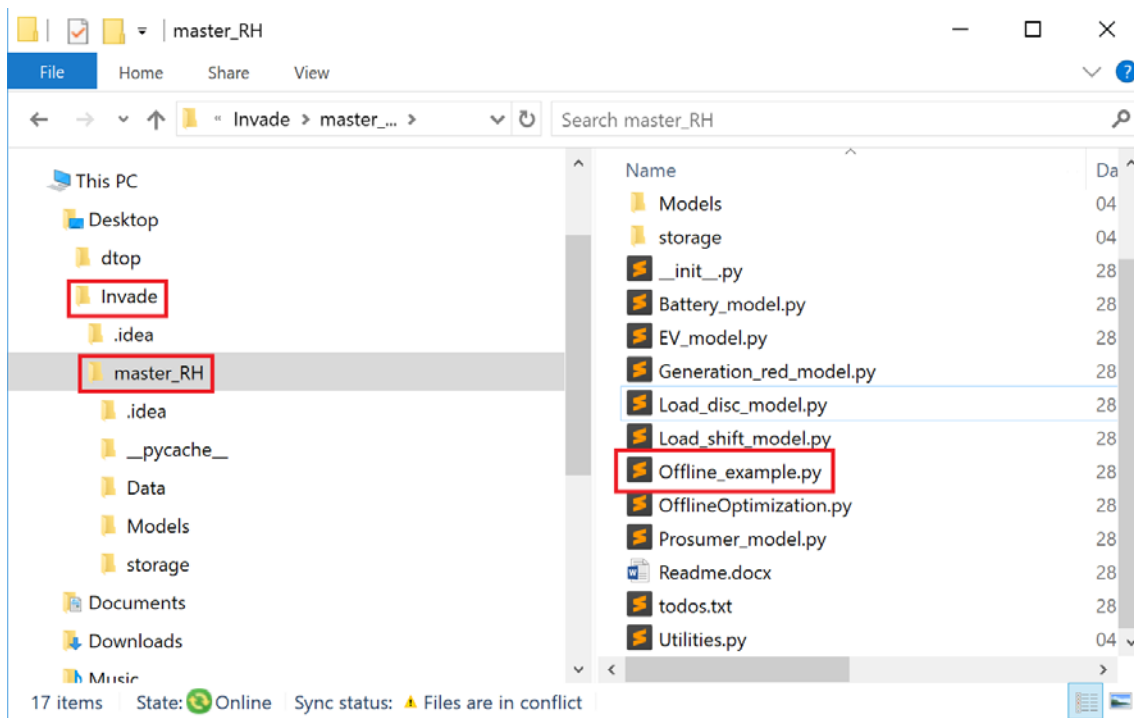 master_RH
File Home Share View
« Invade > master_... > Search master_RH
This PC
Desktop
dtop
Invade
.idea
master_RH
.idea
__pycache__
Data
Models
storage
Documents
Downloads
Music
Name Da
Models 04
storage 04
__init__.py 28
Battery_model.py 28
EV_model.py 28
Generation_red_model.py 28
Load_disc_model.py 28
Load_shift_model.py 28
Offline_example.py 28
OfflineOptimization.py 28
Prosumer_model.py 28
Readme.docx 28
todos.txt 28
Utilities.py 04
17 items State: Online Sync status: Files are in conflict